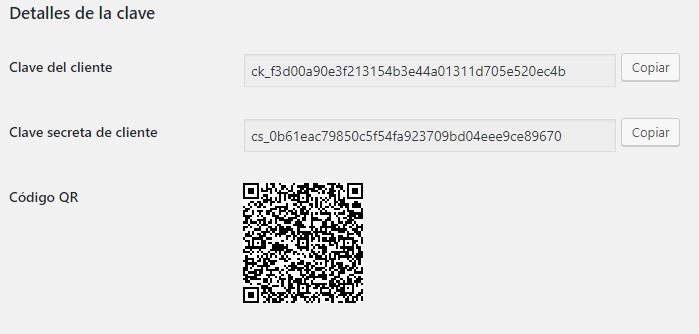 Detalles de la clave
Clave del cliente
ck_f3d00a90e3f213154b3e44a01311d705e520ec4b
Copiar
Clave secreta de cliente
cs_0b61eac79850c5f54fa923709bd04eee9ce89670
Copiar
Código QR